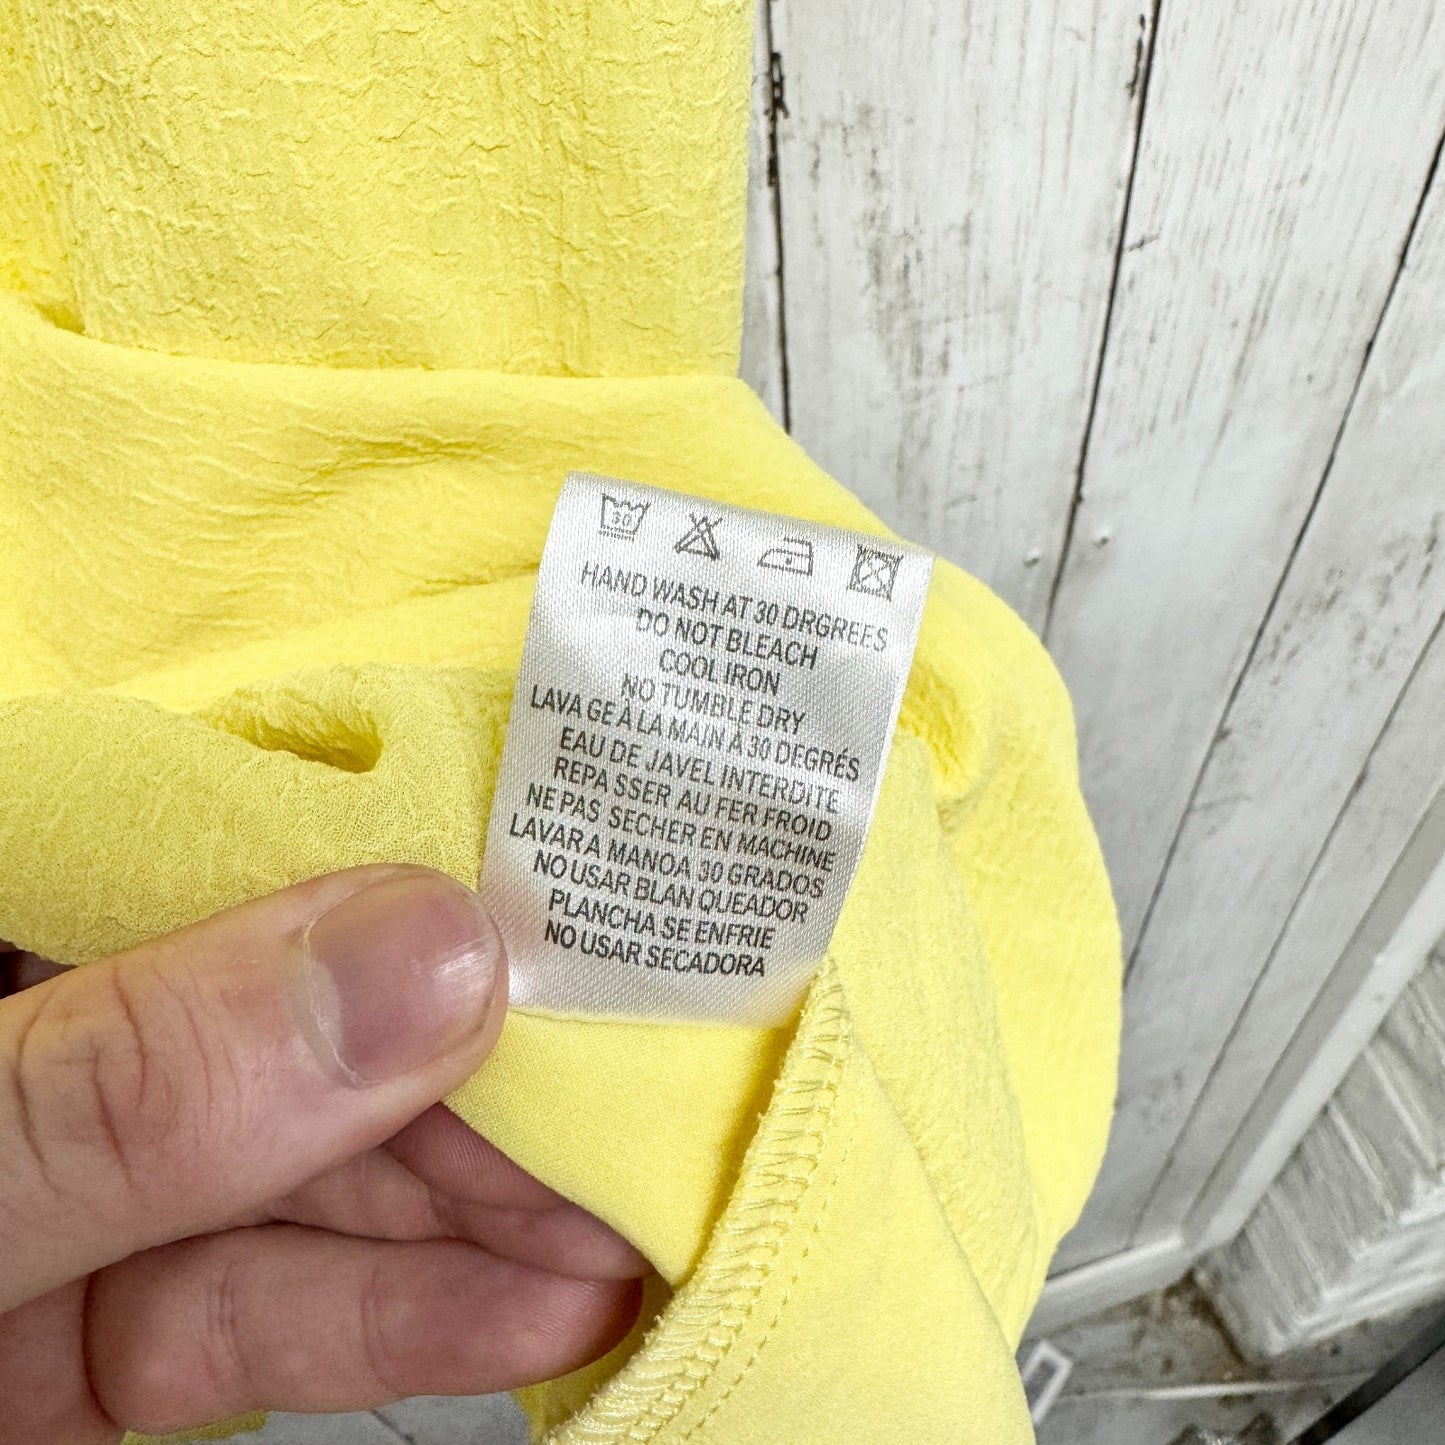 30
HAND WASH AT 30 DRGREES
DO NOT BLEACH
COOL IRON
NO TUMBLE DRY
LAVA GE À LA MAIN À 30 DEGRÉS
EAU DE JAVEL INTERDITE
REPA SSER AU FER FROID
NE PAS SECHER EN MACHINE
LAVAR A MANOA 30 GRADOS
NO USAR BLAN QUEADOR
PLANCHA SE ENFRIE
NO USAR SECADORA